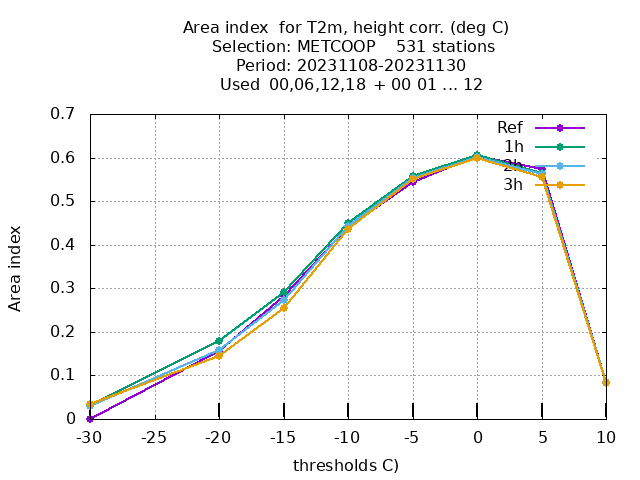 Area index  for T2m, height corr. (deg C)
Selection: METCOOP    531 stations
Period: 20231108-20231130
Used  00,06,12,18  + 00 01 ... 12
0.7
0.6
0.5
0.4
0.3
0.2
0.1
0
Area index
Ref
1h
2h
3h
-30 -25 -20 -15 -10 -5 0 5 10
thresholds C)